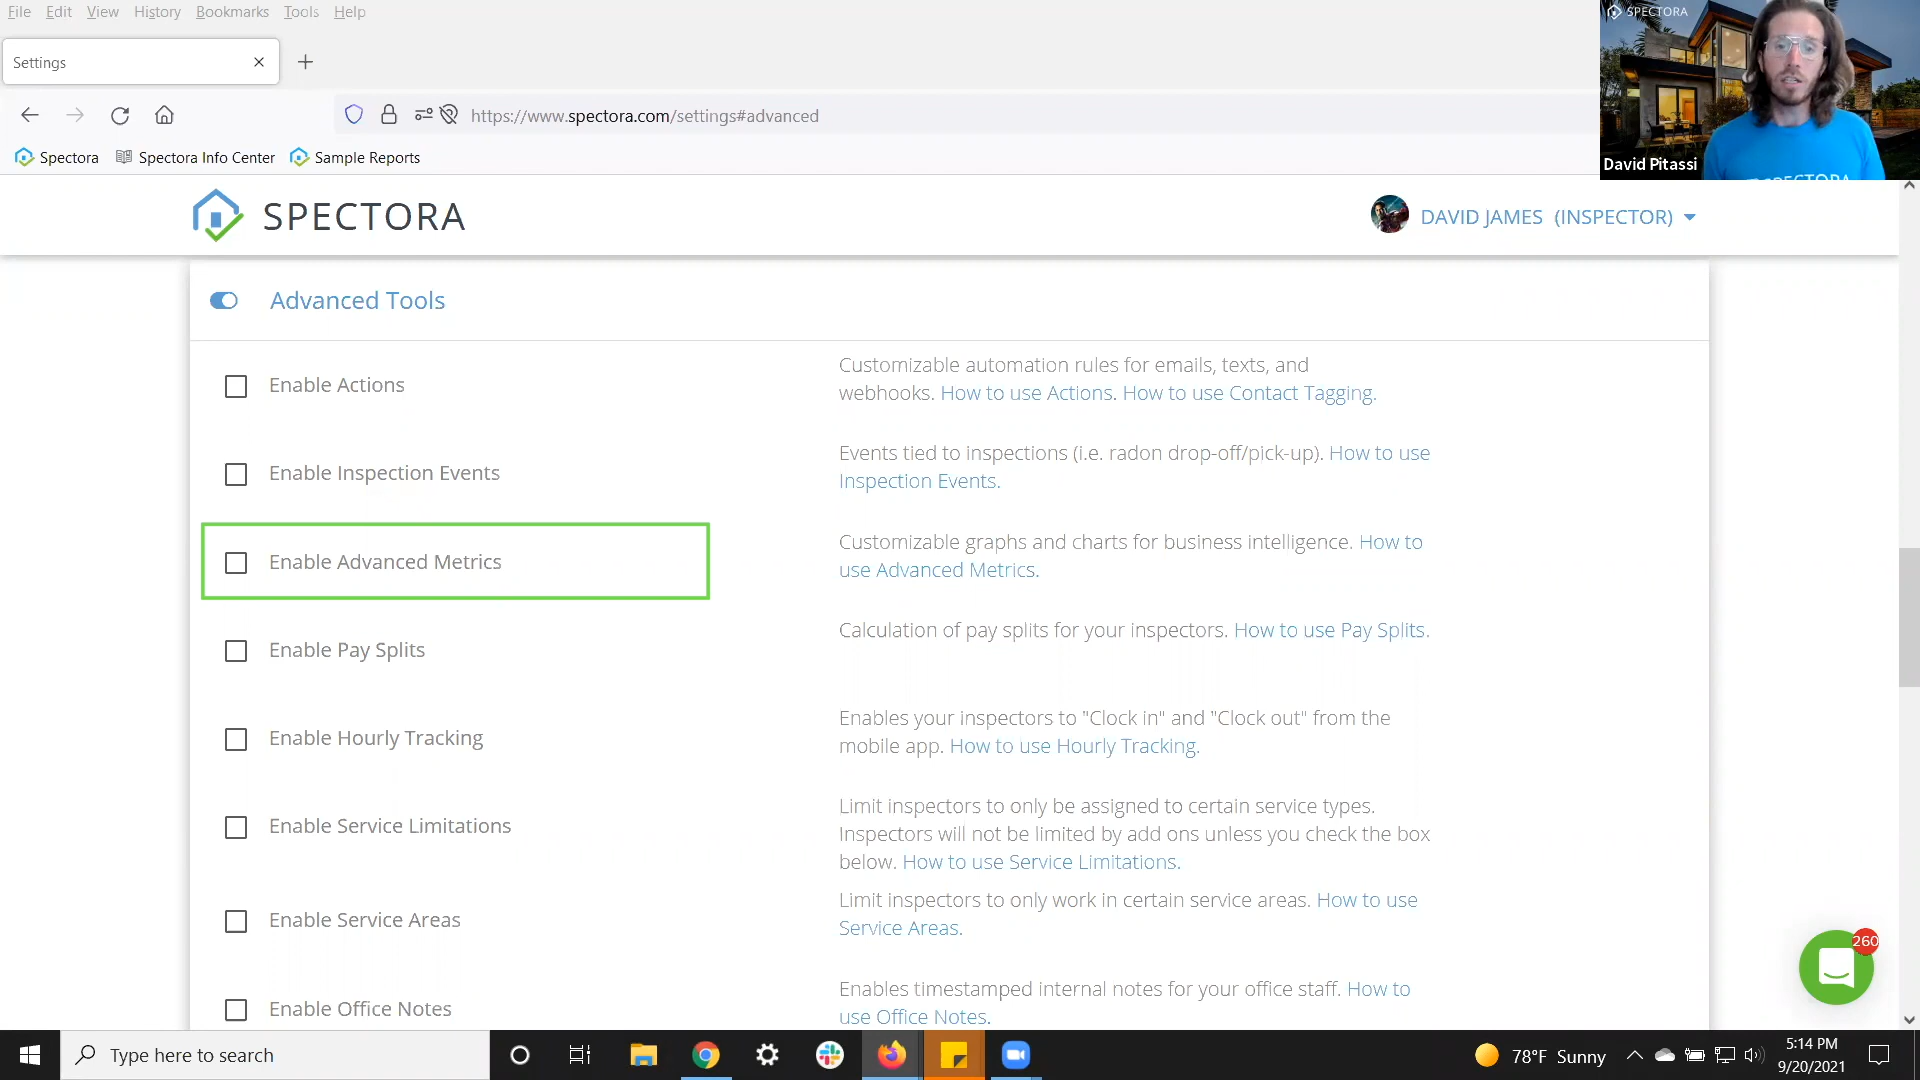 File Edit View History Bookmarks Tools Help
SPECTORA
Settings
https://www.spectora.com/settings#advanced
Spectora Spectora Info Center Sample Reports
David Pitassi
SPECTORA
DAVID JAMES (INSPECTOR)
Advanced Tools
Enable Actions
Customizable automation rules for emails, texts, and
webhooks. How to use Actions. How to use Contact Tagging.
Enable Inspection Events
Events tied to inspections (i.e. radon drop-off/pick-up). How to use
Inspection Events.
Enable Advanced Metrics
Customizable graphs and charts for business intelligence. How to
use Advanced Metrics.
Enable Pay Splits
Calculation of pay splits for your inspectors. How to use Pay Splits.
Enable Hourly Tracking
Enables your inspectors to "Clock in" and "Clock out" from the
mobile app. How to use Hourly Tracking.
Enable Service Limitations
Limit inspectors to only be assigned to certain service types.
Inspectors will not be limited by add ons unless you check the box
below. How to use Service Limitations.
Enable Service Areas
Limit inspectors to only work in certain service areas. How to use
Service Areas.
260
Enable Office Notes
Enables timestamped internal notes for your office staff. How to
use Office Notes.
Type here to search
78°F Sunny
5:14 PM
9/20/2021